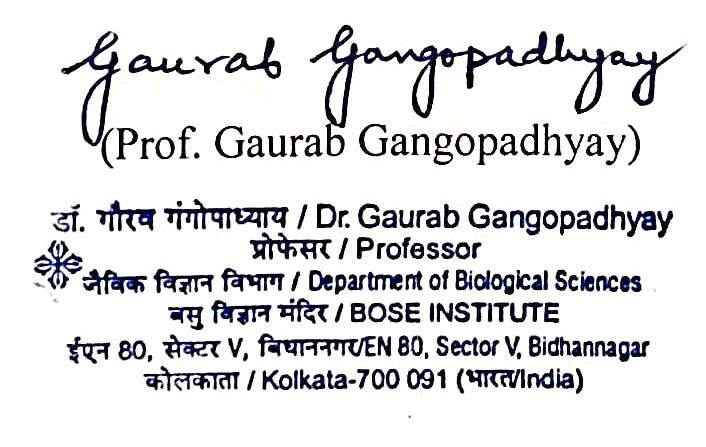 Gaurab Gangopadhyay
(Prof. Gaurab Gangopadhyay)
डॉ. गौरव गंगोपाध्याय / Dr. Gaurab Gangopadhyay
प्रोफेसर / Professor
जैविक विज्ञान विभाग / Department of Biological Sciences
बसु विज्ञान मंदिर / BOSE INSTITUTE
ईएन 80, सेक्टर V, विधाननगर/EN 80, Sector V, Bidhannagar
कोलकाता / Kolkata-700 091 (भारत/India)